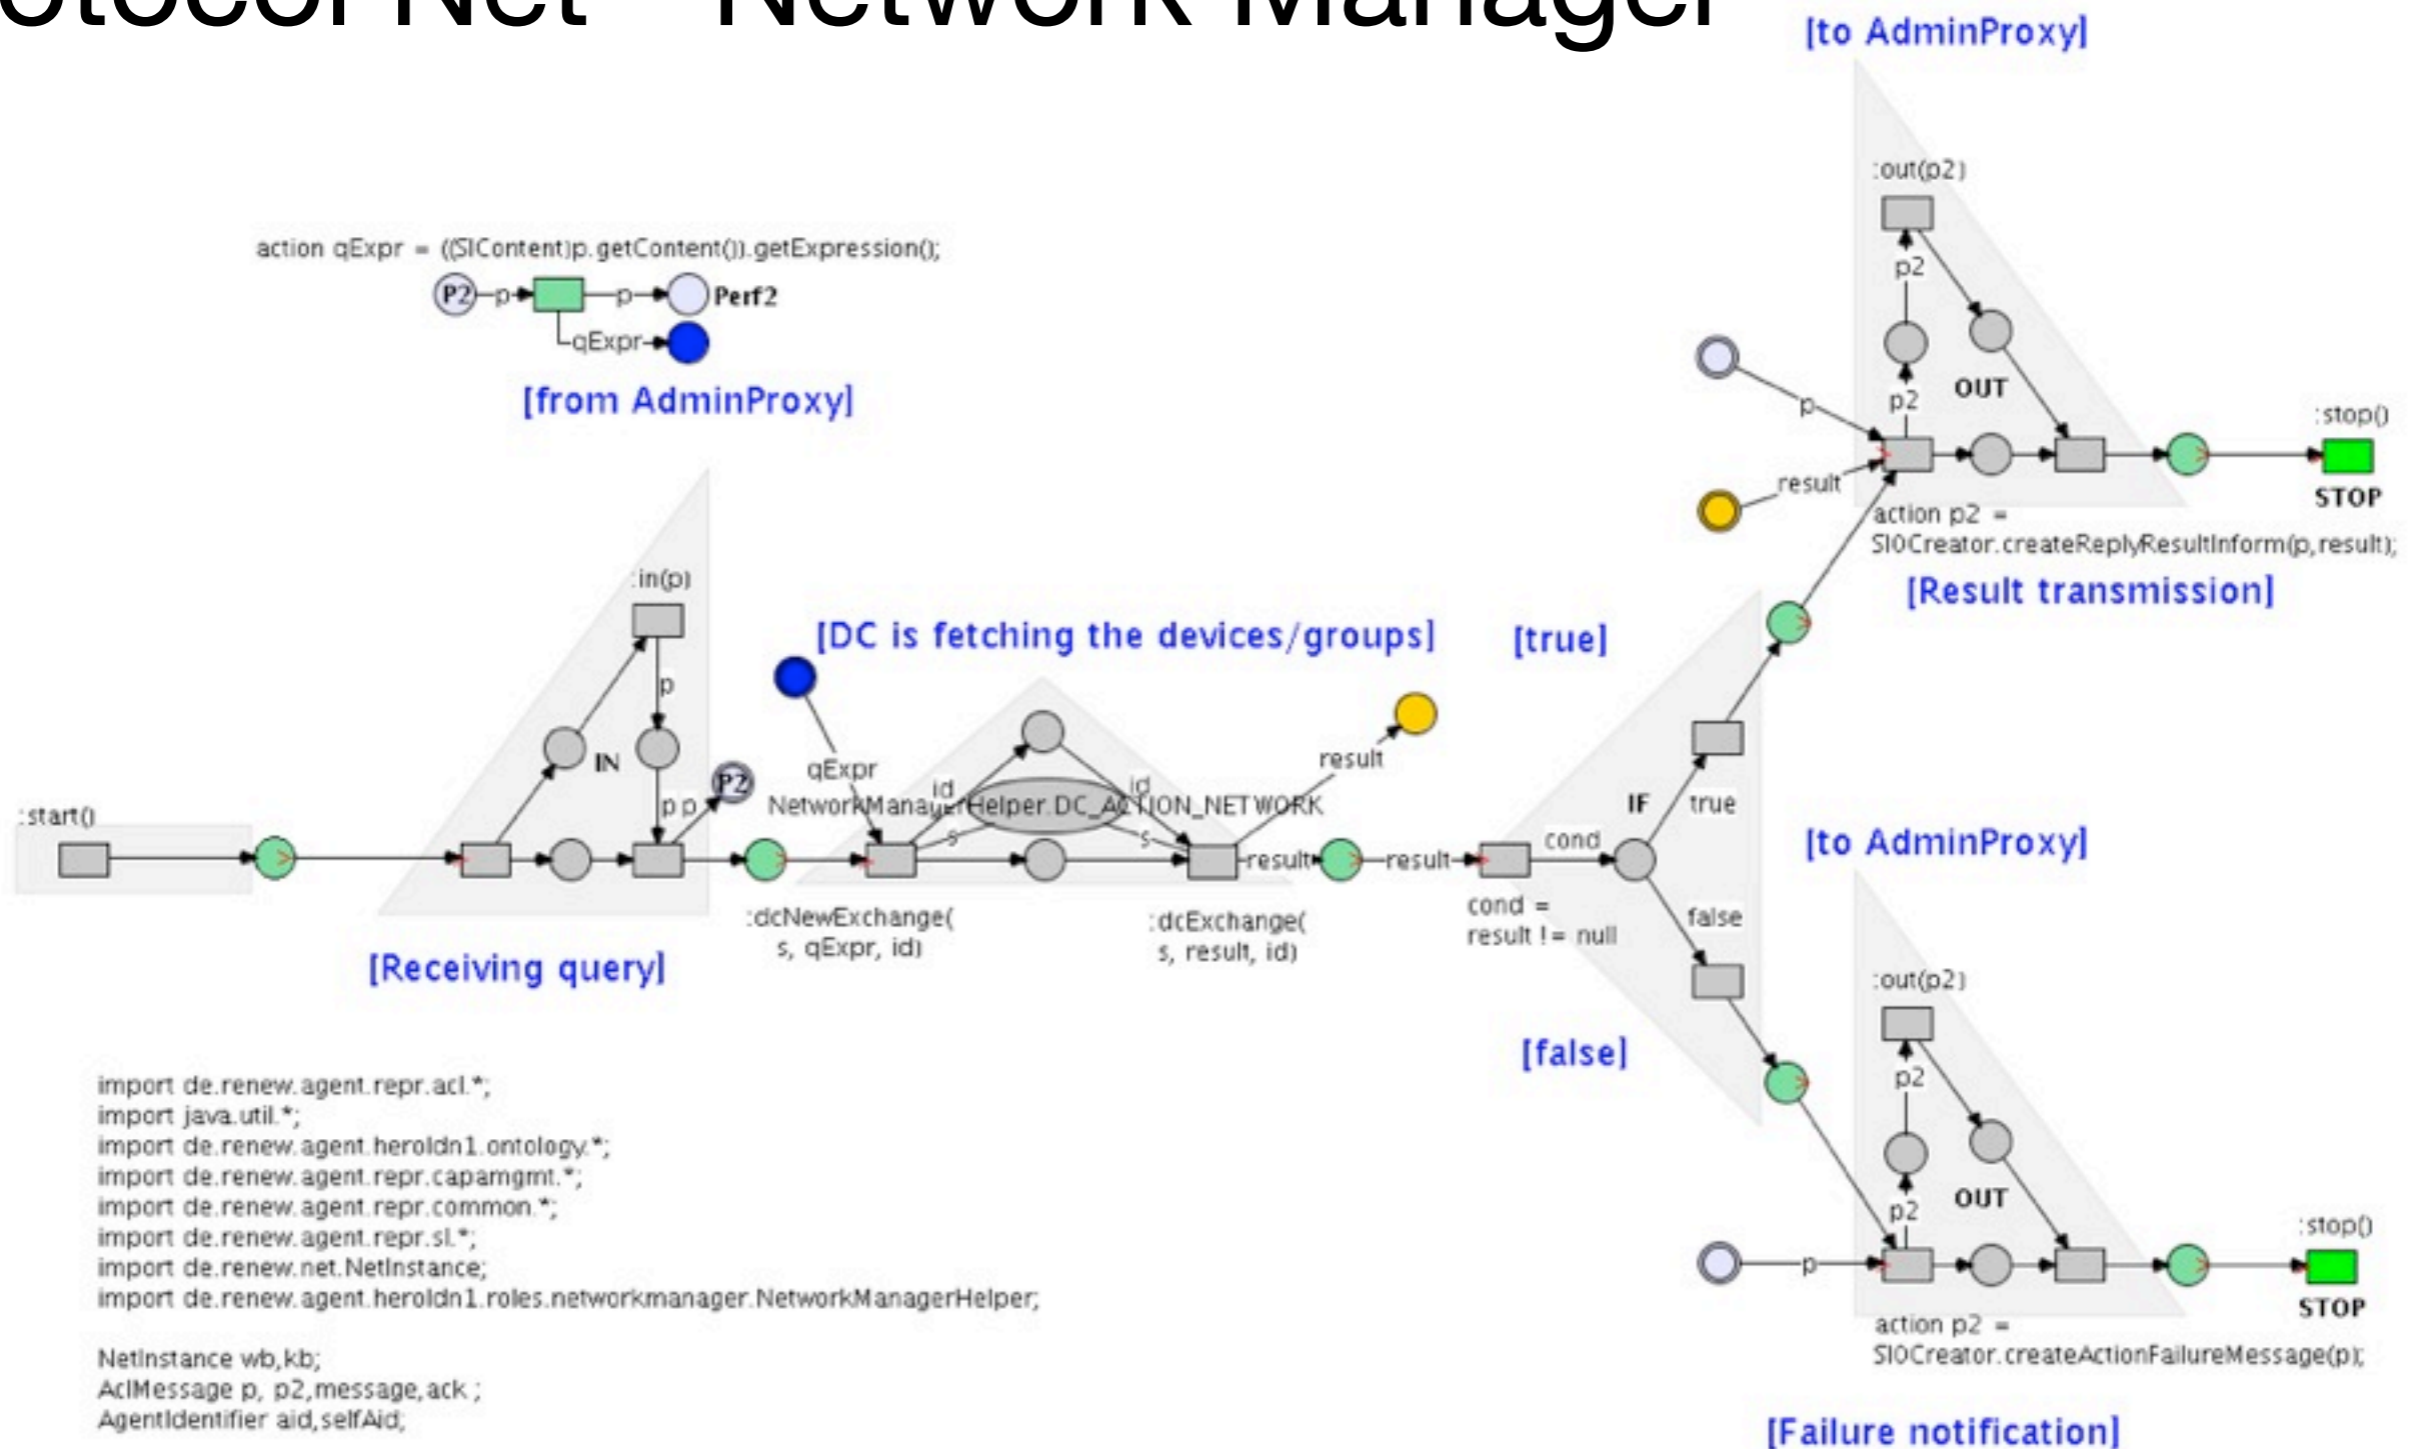 otocol Net - Network Manager
[to AdminProxy]
:out(p2)
action qExpr = ((SlContent)p.getContent()).getExpression();
P2
p
p
Perf2
qExpr
[from AdminProxy]
p2
OUT
p2
p
result
:stop()
STOP
action p2 =
Sl0Creator.createReplyResultInform(p,result);
[Result transmission]
:in(p)
p
IN
p
p
P2
[DC is fetching the devices/groups]
[true]
qExpr
id
id
NetworkManagerHelper.DC_ACTION_NETWORK
s
s
result
:start()
result
result
cond
IF
true
false
cond =
result != null
:dcNewExchange(
s, qExpr, id)
:dcExchange(
s, result, id)
[Receiving query]
[false]
[to AdminProxy]
:out(p2)
p2
OUT
p2
p
:stop()
STOP
action p2 =
Sl0Creator.createActionFailureMessage(p);
[Failure notification]
import de.renew.agent.repr.acl.*;
import java.util.*;
import de.renew.agent.heroldn1.ontology.*;
import de.renew.agent.repr.capamgmt.*;
import de.renew.agent.repr.common.*;
import de.renew.agent.repr.sl.*;
import de.renew.net.NetInstance;
import de.renew.agent.heroldn1.roles.networkmanager.NetworkManagerHelper;
NetInstance wb,kb;
AclMessage p, p2,message,ack ;
AgentIdentifier aid,selfAid;